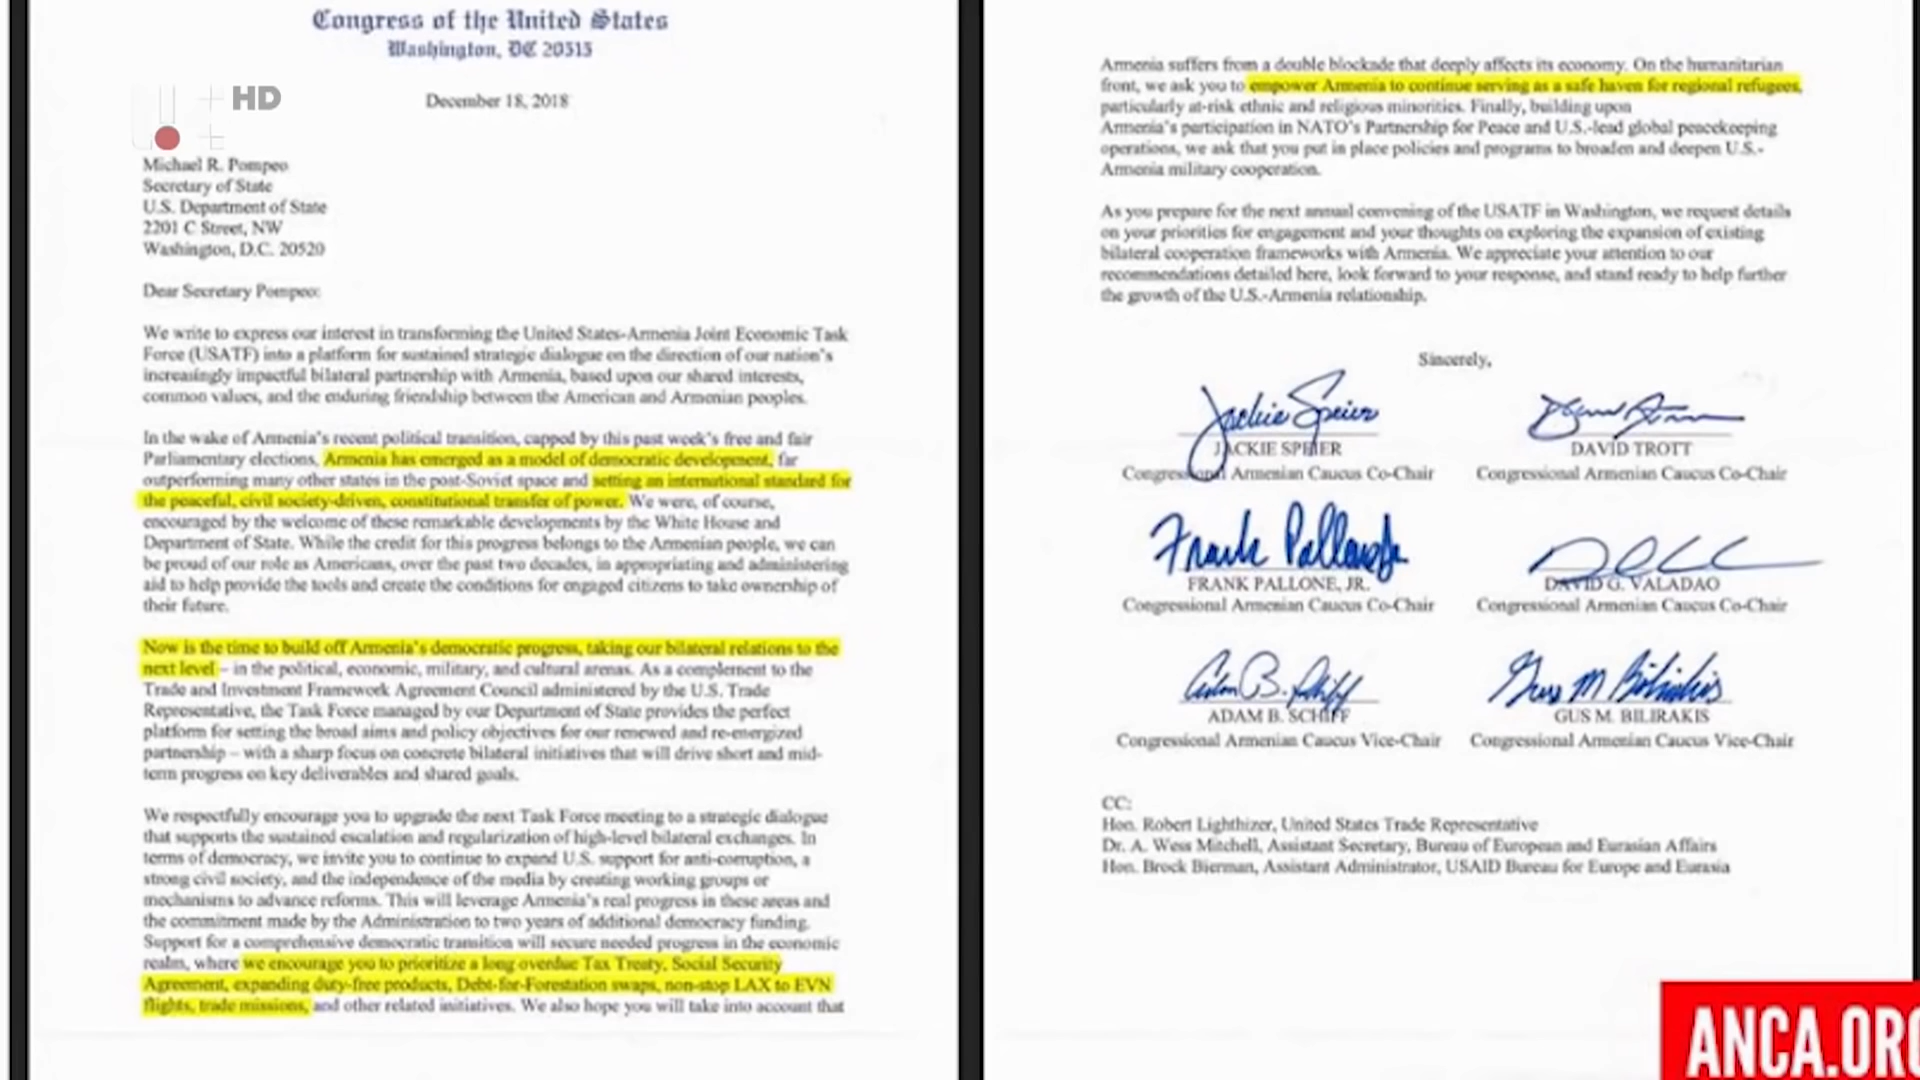 Congress of the United States
Washington, DC 20515
HD
December 18, 2018
Michael R. Pompeo
Secretary of State
U.S. Department of State
2201 C Street, NW
Washington, D.C. 20520
Dear Secretary Pompeo:
We write to express our interest in transforming the United States-Armenia Joint Economic Task
Force (USATF) into a platform for sustained strategic dialogue on the direction of our nation's
increasingly impactful bilateral partnership with Armenia, based upon our shared interests,
common values, and the enduring friendship between the American and Armenian peoples.
In the wake of Armenia's recent political transition, capped by this past week's free and fair
Parliamentary elections, Armenia has emerged as a model of democratic development, far
outperforming many other states in the post-Soviet space and setting an international standard for
the peaceful, civil society-driven, constitutional transfer of power. We were, of course,
encouraged by the welcome of these remarkable developments by the White House and
Department of State. While the credit for this progress belongs to the Armenian people, we can
be proud of our role as Americans, over the past two decades, in appropriating and administering
aid to help provide the tools and create the conditions for engaged citizens to take ownership of
their future.
Now is the time to build off Armenia's democratic progress, taking our bilateral relations to the
next level – in the political, economic, military, and cultural arenas. As a complement to the
Trade and Investment Framework Agreement Council administered by the U.S. Trade
Representative, the Task Force managed by our Department of State provides the perfect
platform for setting the broad aims and policy objectives for our renewed and re-energized
partnership – with a sharp focus on concrete bilateral initiatives that will drive short and mid-
term progress on key deliverables and shared goals.
We respectfully encourage you to upgrade the next Task Force meeting to a strategic dialogue
that supports the sustained escalation and regularization of high-level bilateral exchanges. In
terms of democracy, we invite you to continue to expand U.S. support for anti-corruption, a
strong civil society, and the independence of the media by creating working groups or
mechanisms to advance reforms. This will leverage Armenia's real progress in these areas and
the commitment made by the Administration to two years of additional democracy funding.
Support for a comprehensive democratic transition will secure needed progress in the economic
realm, where we encourage you to prioritize a long overdue Tax Treaty, Social Security
Agreement, expanding duty-free products, Debt-for-Forestation swaps, non-stop LAX to EVN
flights, trade missions, and other related initiatives. We also hope you will take into account that
Armenia suffers from a double blockade that deeply affects its economy. On the humanitarian
front, we ask you to empower Armenia to continue serving as a safe haven for regional refugees,
particularly at-risk ethnic and religious minorities. Finally, building upon
Armenia's participation in NATO's Partnership for Peace and U.S.-lead global peacekeeping
operations, we ask that you put in place policies and programs to broaden and deepen U.S.-
Armenia military cooperation.
As you prepare for the next annual convening of the USATF in Washington, we request details
on your priorities for engagement and your thoughts on exploring the expansion of existing
bilateral cooperation frameworks with Armenia. We appreciate your attention to our
recommendations detailed here, look forward to your response, and stand ready to help further
the growth of the U.S.-Armenia relationship.
Sincerely,
Jackie Speier
JACKIE SPEIER
DAVID TROTT
Congressional Armenian Caucus Co-Chair
Congressional Armenian Caucus Co-Chair
Frank Pallone Jr
FRANK PALLONE, JR.
DAVID G. VALADAO
Congressional Armenian Caucus Co-Chair
Congressional Armenian Caucus Co-Chair
Adam B. Schiff
Gus M Bilirakis
ADAM B. SCHIFF
GUS M. BILIRAKIS
Congressional Armenian Caucus Vice-Chair
Congressional Armenian Caucus Vice-Chair
CC:
Hon. Robert Lighthizer, United States Trade Representative
Dr. A. Wess Mitchell, Assistant Secretary, Bureau of European and Eurasian Affairs
Hon. Brock Bierman, Assistant Administrator, USAID Bureau for Europe and Eurasia
ANCA.ORG